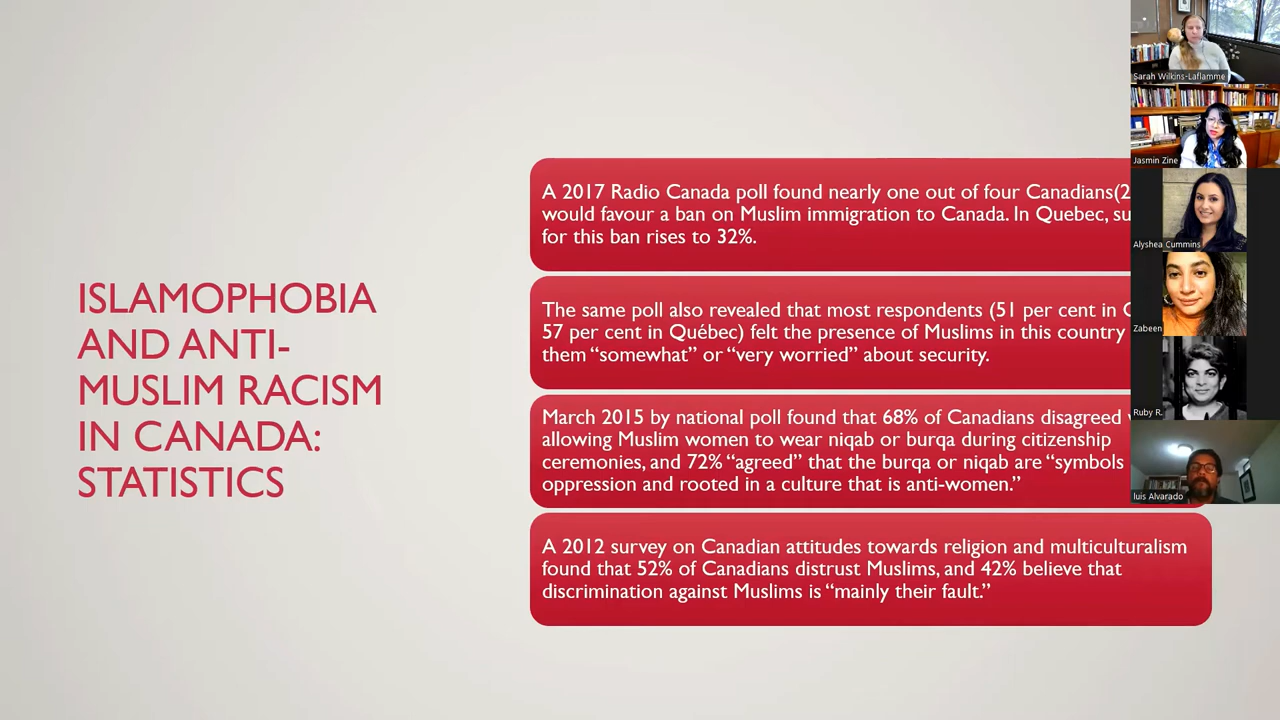 ISLAMOPHOBIA
AND ANTI-
MUSLIM RACISM
IN CANADA:
STATISTICS
A 2017 Radio Canada poll found nearly one out of four Canadians(2
would favour a ban on Muslim immigration to Canada. In Quebec, su
for this ban rises to 32%.
The same poll also revealed that most respondents (51 per cent in
57 per cent in Québec) felt the presence of Muslims in this country
them “somewhat” or “very worried” about security.
March 2015 by national poll found that 68% of Canadians disagreed
allowing Muslim women to wear niqab or burqa during citizenship
ceremonies, and 72% “agreed” that the burqa or niqab are “symbols
oppression and rooted in a culture that is anti-women.”
A 2012 survey on Canadian attitudes towards religion and multiculturalism
found that 52% of Canadians distrust Muslims, and 42% believe that
discrimination against Muslims is “mainly their fault.”
Sarah Wilkins-Laflamme
Jasmin Zine
Alyshea Cummins
Zabeen
Ruby R.
luis Alvarado